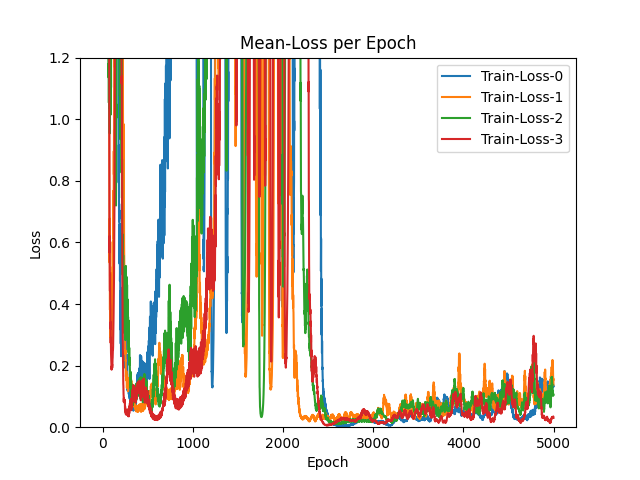 Mean-Loss per Epoch
1.2
1.0
0.8
0.6
0.4
0.2
0.0
Loss
0
1000
2000
3000
4000
5000
Epoch
Train-Loss-0
Train-Loss-1
Train-Loss-2
Train-Loss-3